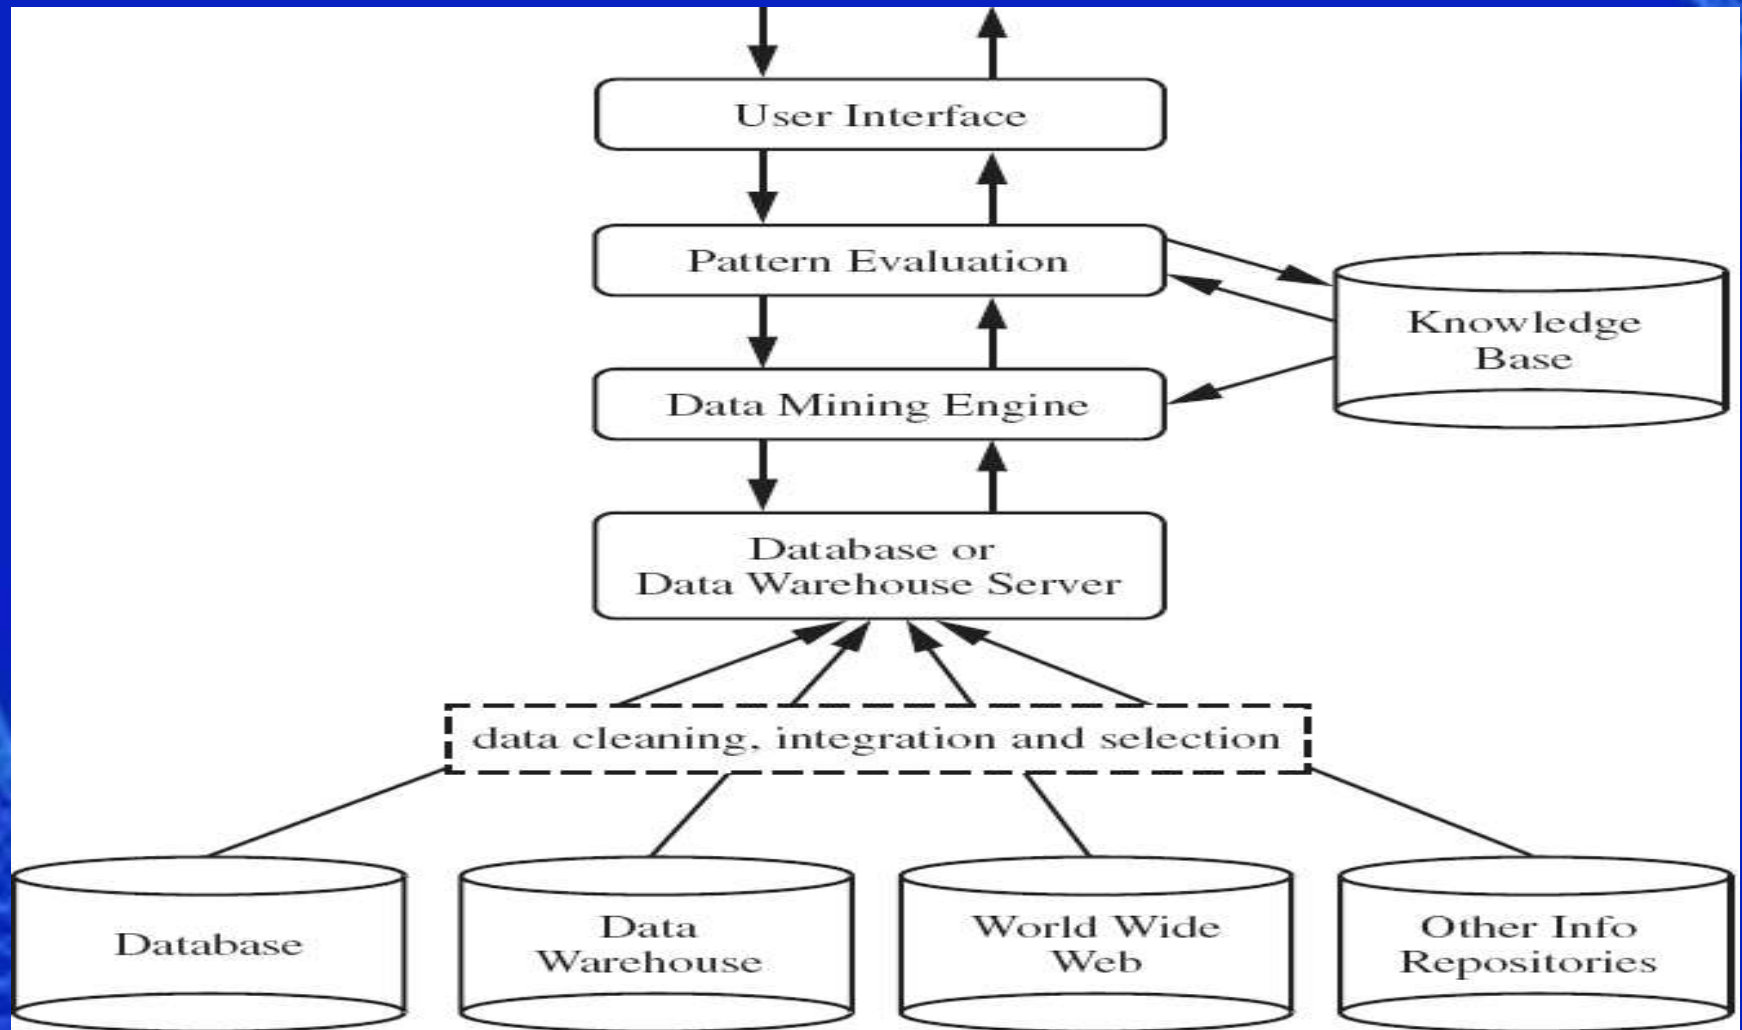 User Interface
Pattern Evaluation
Knowledge
Base
Data Mining Engine
Database or
Data Warehouse Server
data cleaning, integration and selection
Database
Data
Warehouse
World Wide
Web
Other Info
Repositories